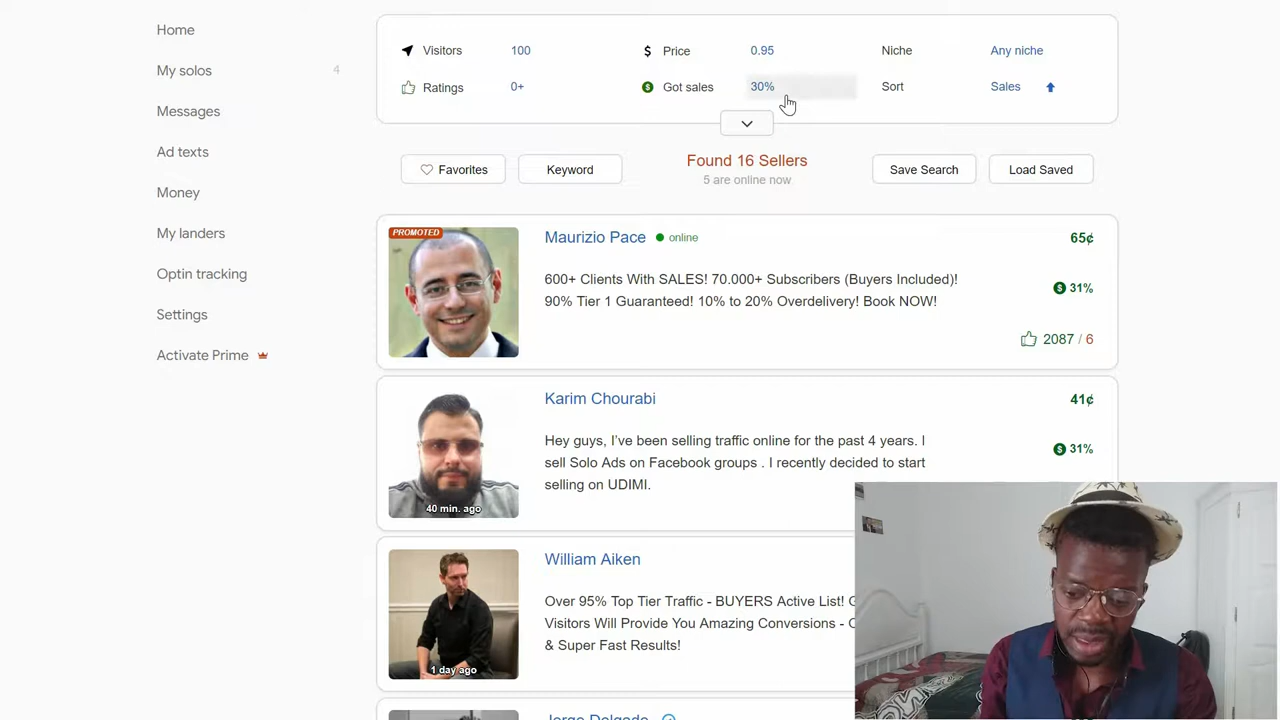 Home
My solos 4
Messages
Ad texts
Money
My landers
Optin tracking
Settings
Activate Prime
Visitors 100 Price 0.95 Niche Any niche
Ratings 0+ Got sales 30% Sort Sales
Favorites Keyword Found 16 Sellers Save Search Load Saved
5 are online now
PROMOTED
Maurizio Pace online 65¢
600+ Clients With SALES! 70.000+ Subscribers (Buyers Included)!
90% Tier 1 Guaranteed! 10% to 20% Overdelivery! Book NOW!
31%
2087 / 6
Karim Chourabi 41¢
Hey guys, I've been selling traffic online for the past 4 years. I
sell Solo Ads on Facebook groups . I recently decided to start
selling on UDIMI.
31%
40 min. ago
William Aiken
Over 95% Top Tier Traffic - BUYERS Active List!
Visitors Will Provide You Amazing Conversions -
& Super Fast Results!
1 day ago
Jorge Delgado